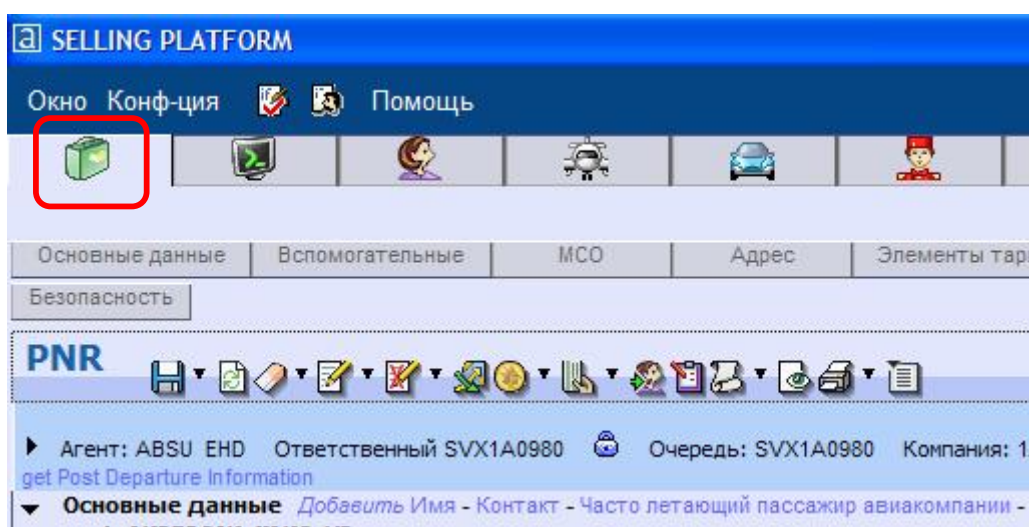 a SELLING PLATFORM
Окно Конф-ция Помощь
Основные данные Вспомогательные МСО Адрес Элементы тар
Безопасность
PNR
Агент: ABSU EHD Ответственный SVX1A0980 Очередь: SVX1A0980 Компания: 1
get Post Departure Information
Основные данные Добавить Имя - Контакт - Часто летающий пассажир авиакомпании -